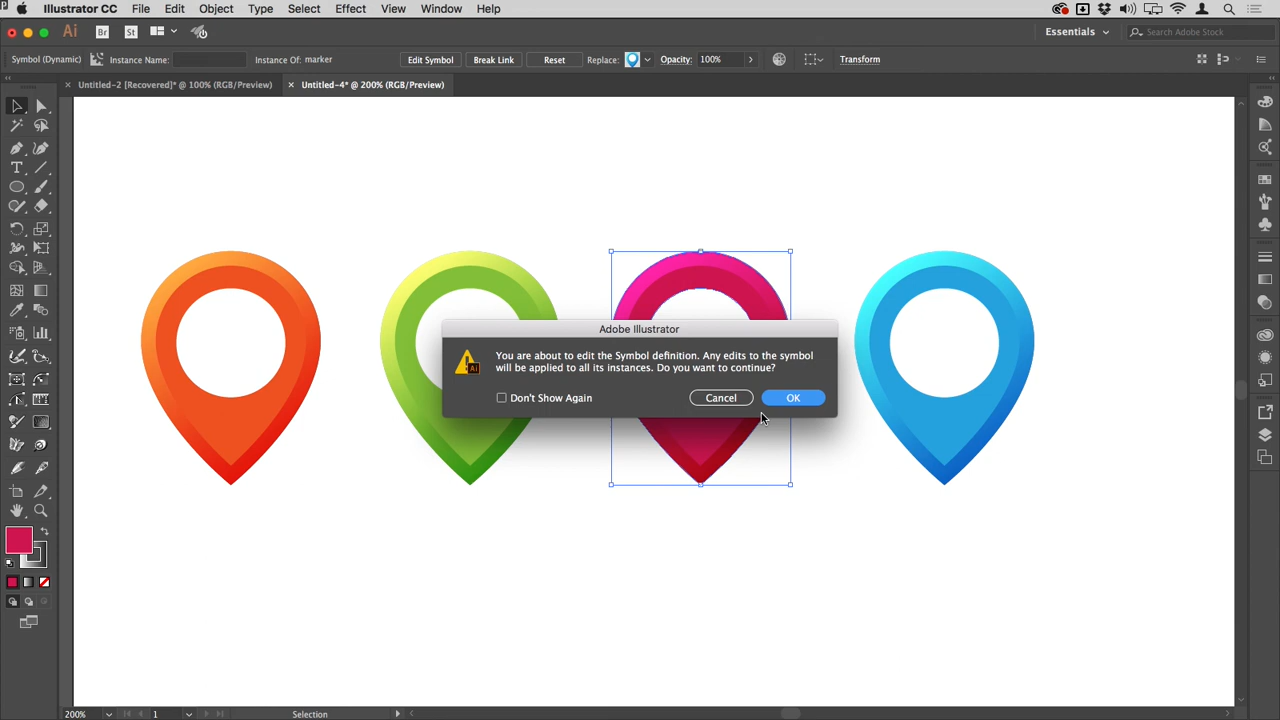 Illustrator CC File Edit Object Type Select Effect View Window Help
Ai Br St Essentials Search Adobe Stock
Symbol (Dynamic) Instance Name: Instance Of: marker Edit Symbol Break Link Reset Replace: Opacity: 100% Transform
Untitled-2 [Recovered]* @ 100% (RGB/Preview) Untitled-4* @ 200% (RGB/Preview)
Adobe Illustrator
You are about to edit the Symbol definition. Any edits to the symbol
will be applied to all its instances. Do you want to continue?
Ai
Don't Show Again Cancel OK
200% 1 Selection